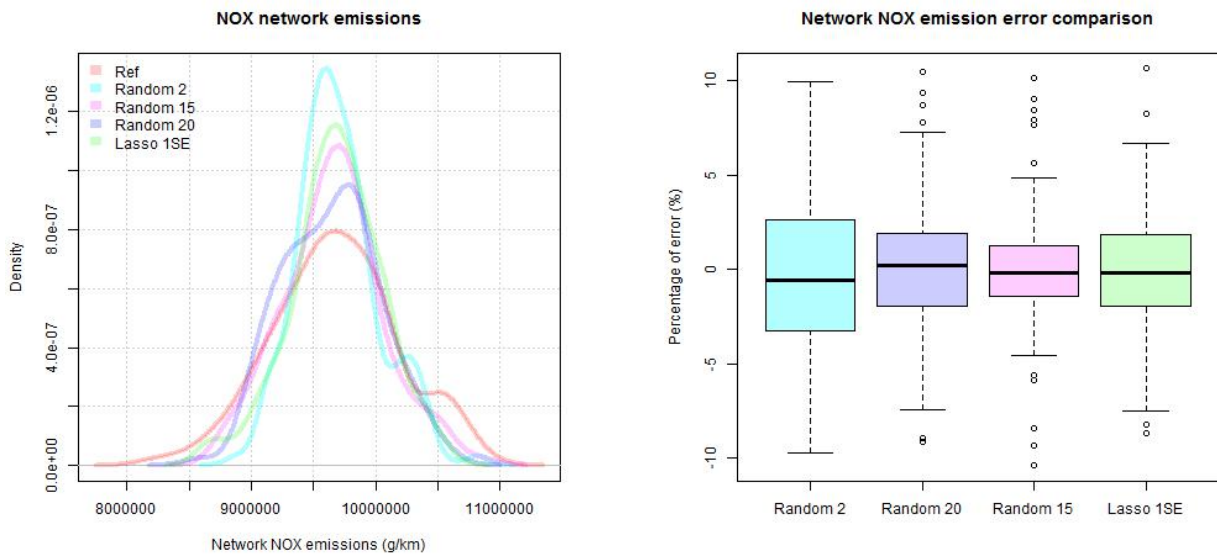 NOX network emissions
Ref
Random 2
Random 15
Random 20
Lasso 1SE
Density
0.0e+00
4.0e-07
8.0e-07
1.2e-06
8000000 9000000 10000000 11000000
Network NOX emissions (g/km)
Network NOX emission error comparison
Percentage of error (%)
10
5
0
-5
-10
Random 2 Random 20 Random 15 Lasso 1SE